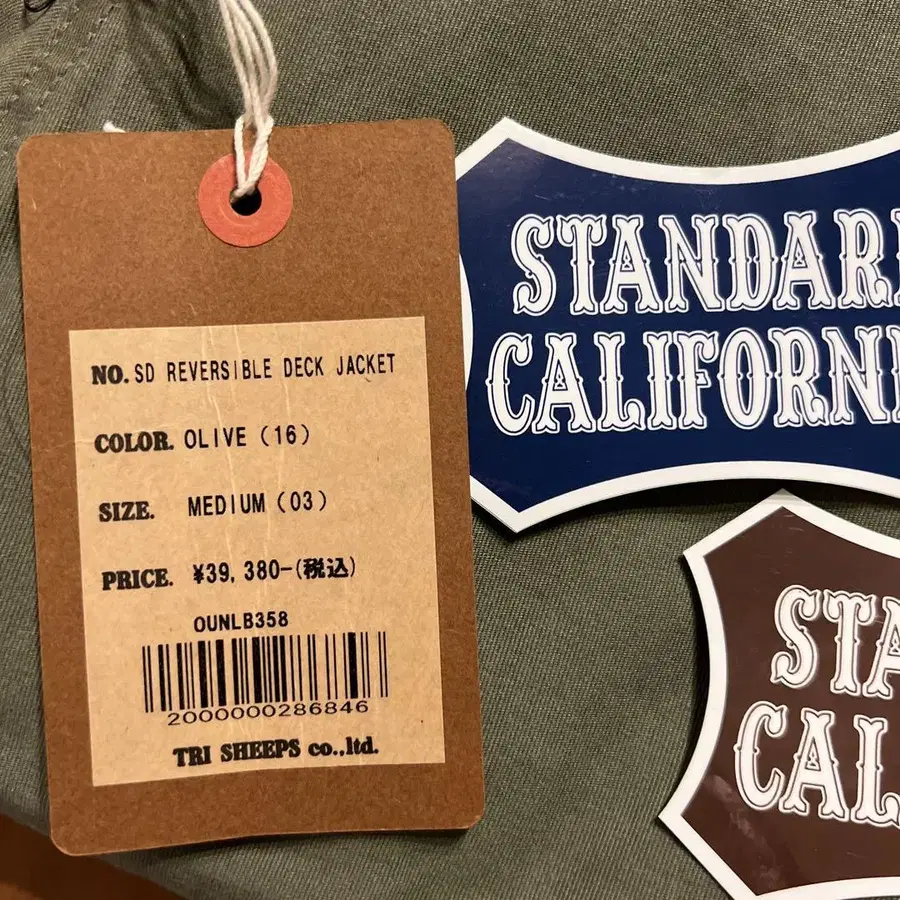 NO. SD REVERSIBLE DECK JACKET
COLOR. OLIVE (16)
SIZE. MEDIUM (03)
PRICE. ¥39,380-(税込)
OUNLB358
2000000286846
TRI SHEEPS co.,ltd.
STANDARD
CALIFORNI
STA
CAL